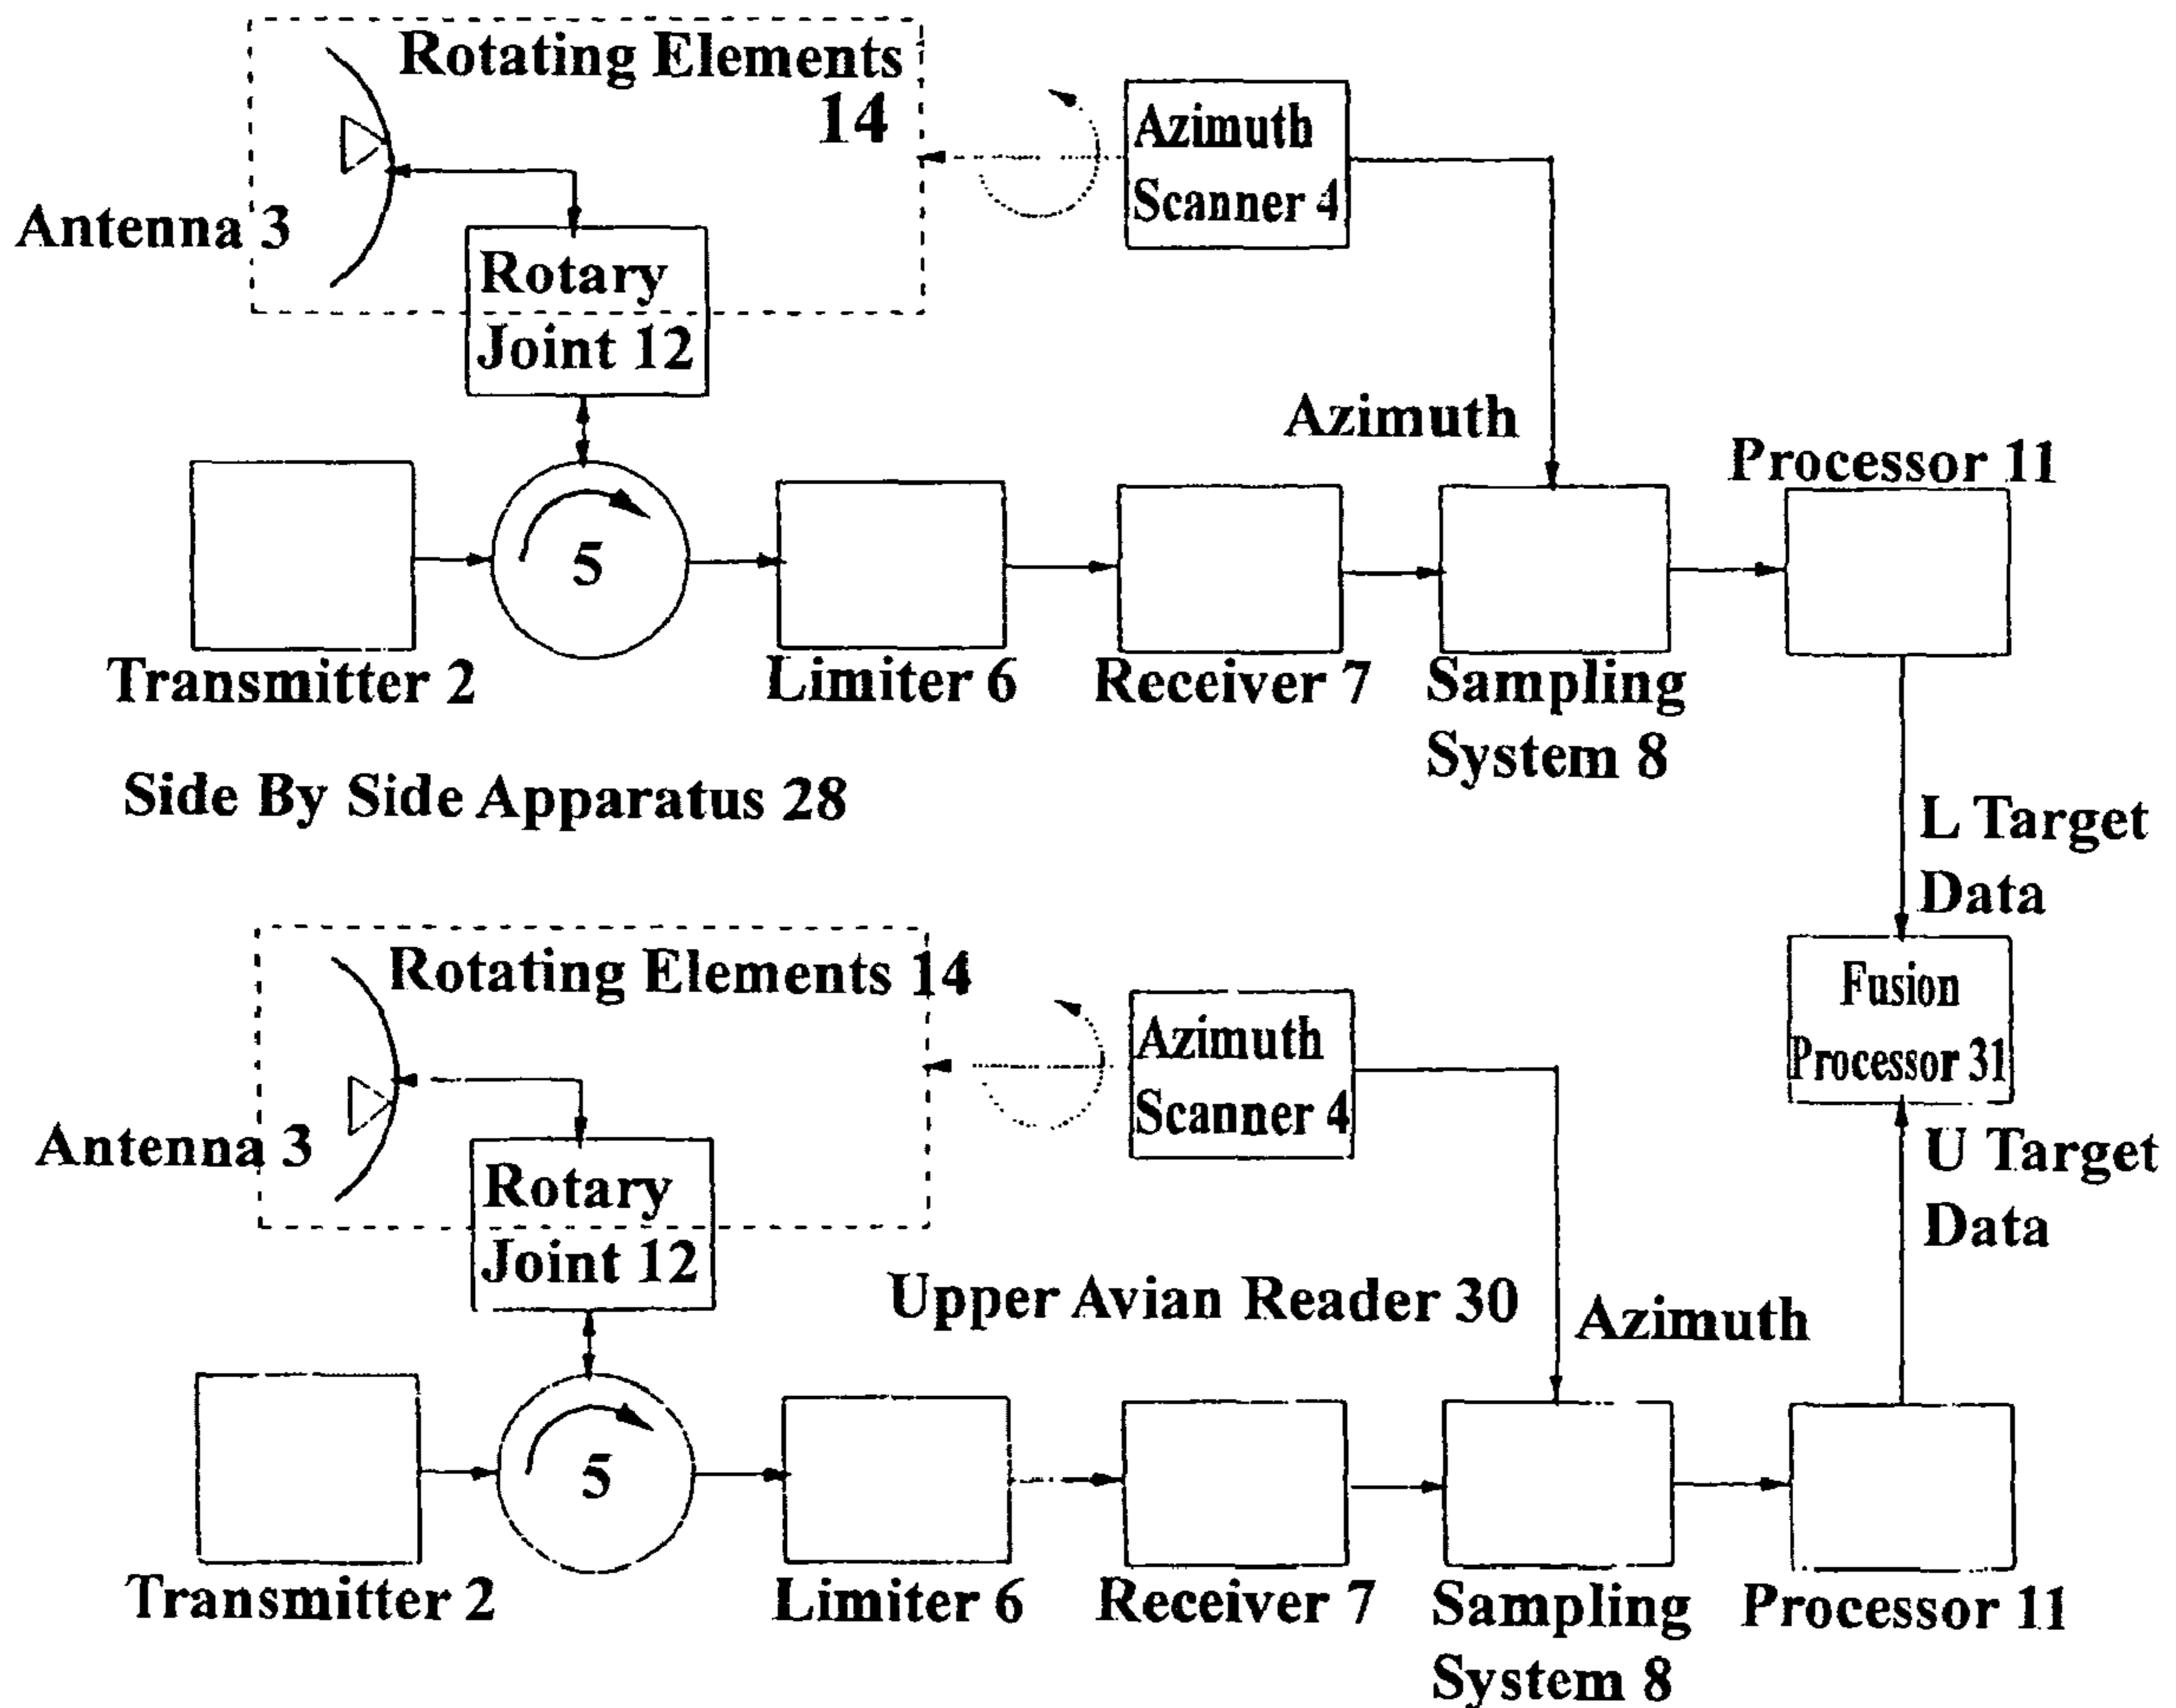 Rotating Elements
14
Azimuth
Scanner 4
Antenna 3
Rotary
Joint 12
Azimuth
Processor 11
5
Transmitter 2
Limiter 6
Receiver 7
Sampling
System 8
Side By Side Apparatus 28
L Target
Data
Rotating Elements 14
Fusion
Processor 31
Azimuth
Scanner 4
Antenna 3
U Target
Data
Rotary
Joint 12
Upper Avian Reader 30
Azimuth
5
Transmitter 2
Limiter 6
Receiver 7
Sampling
System 8
Processor 11